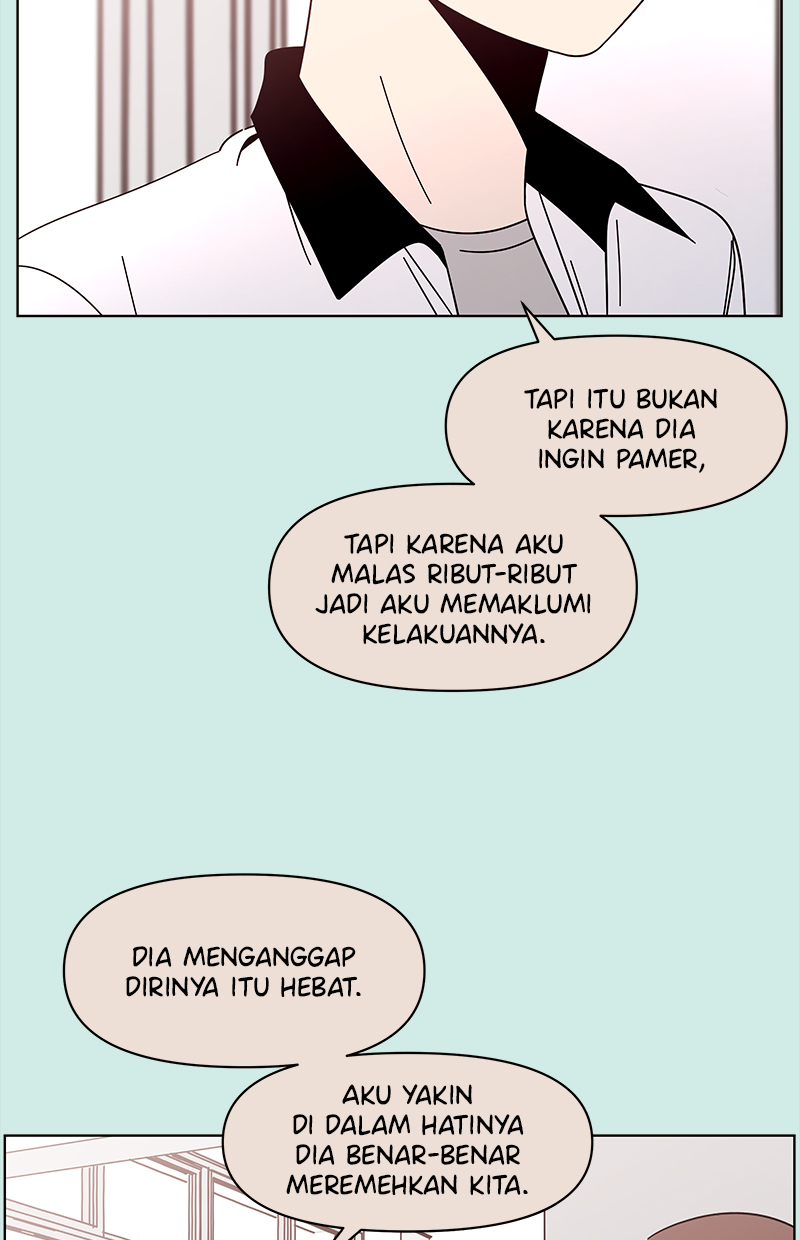 TAPI ITU BUKAN
KARENA DIA
INGIN PAMER,
TAPI KARENA AKU
MALAS RIBUT-RIBUT
JADI AKU MEMAKLUMI
KELAKUANNYA.
DIA MENGANGGAP
DIRINYA ITU HEBAT.
AKU YAKIN
DI DALAM HATINYA
DIA BENAR-BENAR
MEREMEHKAN KITA.